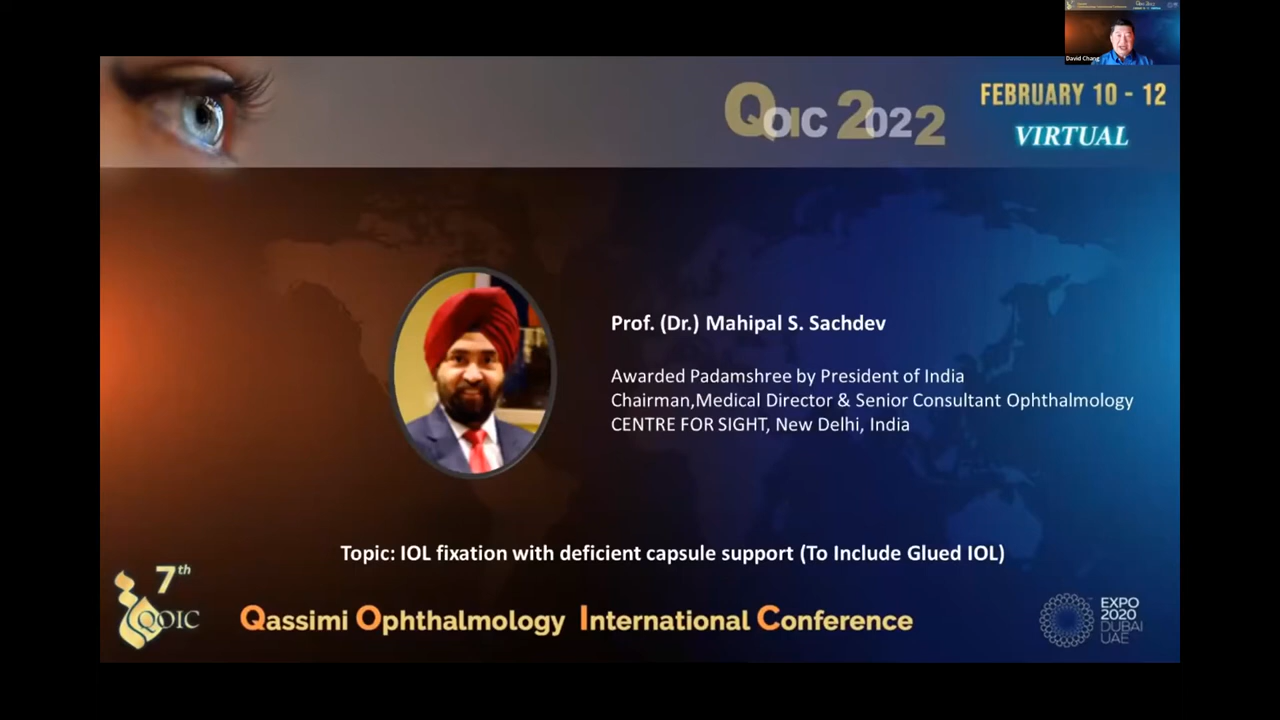 David Chang
QOIC 2022
FEBRUARY 10 - 12
VIRTUAL
Prof. (Dr.) Mahipal S. Sachdev
Awarded Padamshree by President of India
Chairman,Medical Director & Senior Consultant Ophthalmology
CENTRE FOR SIGHT, New Delhi, India
Topic: IOL fixation with deficient capsule support (To Include Glued IOL)
7th
QOIC
Qassimi Ophthalmology International Conference
EXPO
2020
DUBAI
UAE